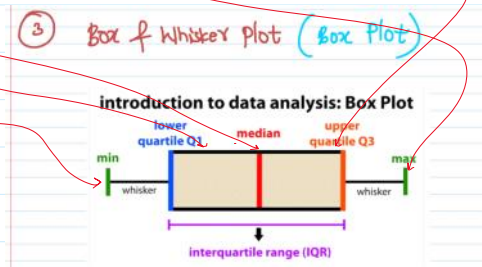 ③ Box & Whisker Plot (Box Plot)
introduction to data analysis: Box Plot
lower
quartile Q1
median
upper
quartile Q3
min
max
whisker
whisker
interquartile range (IQR)